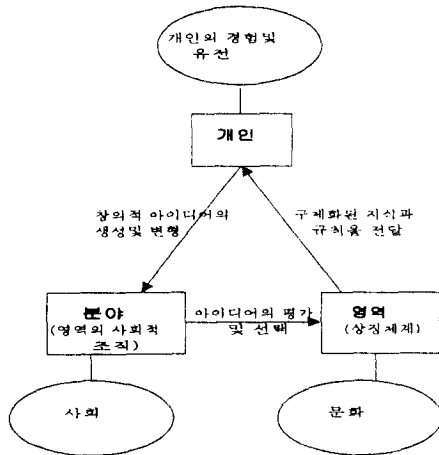 개인의 경험및
유전
개인
창의적 아이디어의
생성및 변형
구체화된 지식과
규칙을 전달
분야
(영역의 사회적
조직)
아이디어의 평가
및 선택
영역
(상징체계)
사회
문화